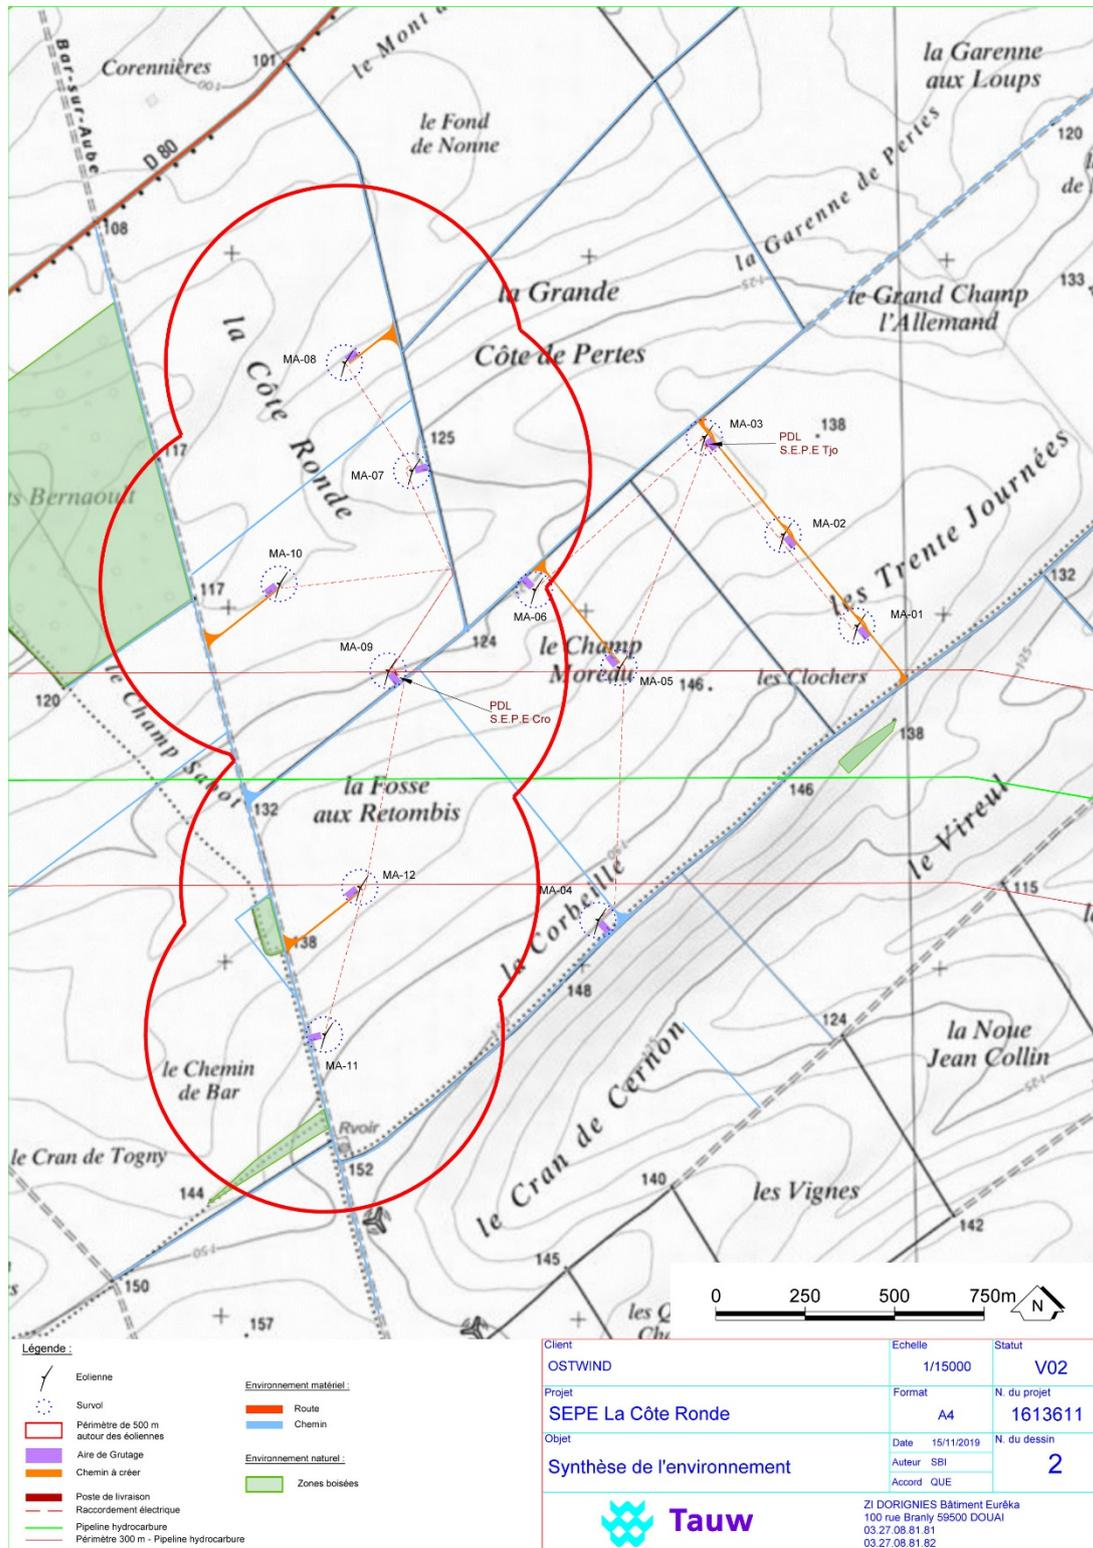 Bar-sur-Aube
Corennières
100
101
le Mont
la Garenne
aux Loups
le Fond
de Nonne
120
D 80
la Garenne de Pertes
108
125
133
la Grande
le Grand Champ
l'Allemand
la Côte Ronde
MA-08
Côte de Pertes
MA-03
138
PDL
S.E.P.E Tjo
125
117
MA-07
les Trente Journées
Bernaoult
MA-02
MA-10
132
117
MA-06
MA-01
124
le Champ
Moreau
MA-09
125
MA-05
146
les Clochers
120
le Champ Sabot
PDL
S.E.P.E Cro
138
la Fosse
aux Retombis
132
146
le Vireul
MA-12
MA-04
115
la Corbeille
138
148
124
la Noue
Jean Collin
125
le Chemin
de Bar
MA-11
le Cran de Cernon
Rvoir
le Cran de Togny
152
144
140
les Vignes
142
150
145
150
157
les Q
0 250 500 750m
N
Légende :
Eolienne
Survol
Périmètre de 500 m
autour des éoliennes
Aire de Grutage
Chemin à créer
Poste de livraison
Raccordement électrique
Pipeline hydrocarbure
Périmètre 300 m - Pipeline hydrocarbure
Environnement matériel :
Route
Chemin
Environnement naturel :
Zones boisées
Client
OSTWIND
Echelle
1/15000
Statut
V02
Projet
SEPE La Côte Ronde
Format
A4
N. du projet
1613611
Objet
Synthèse de l'environnement
Date 15/11/2019
Auteur SBI
Accord QUE
N. du dessin
2
Tauw
ZI DORIGNIES Bâtiment Eurêka
100 rue Branly 59500 DOUAI
03.27.08.81.81
03.27.08.81.82